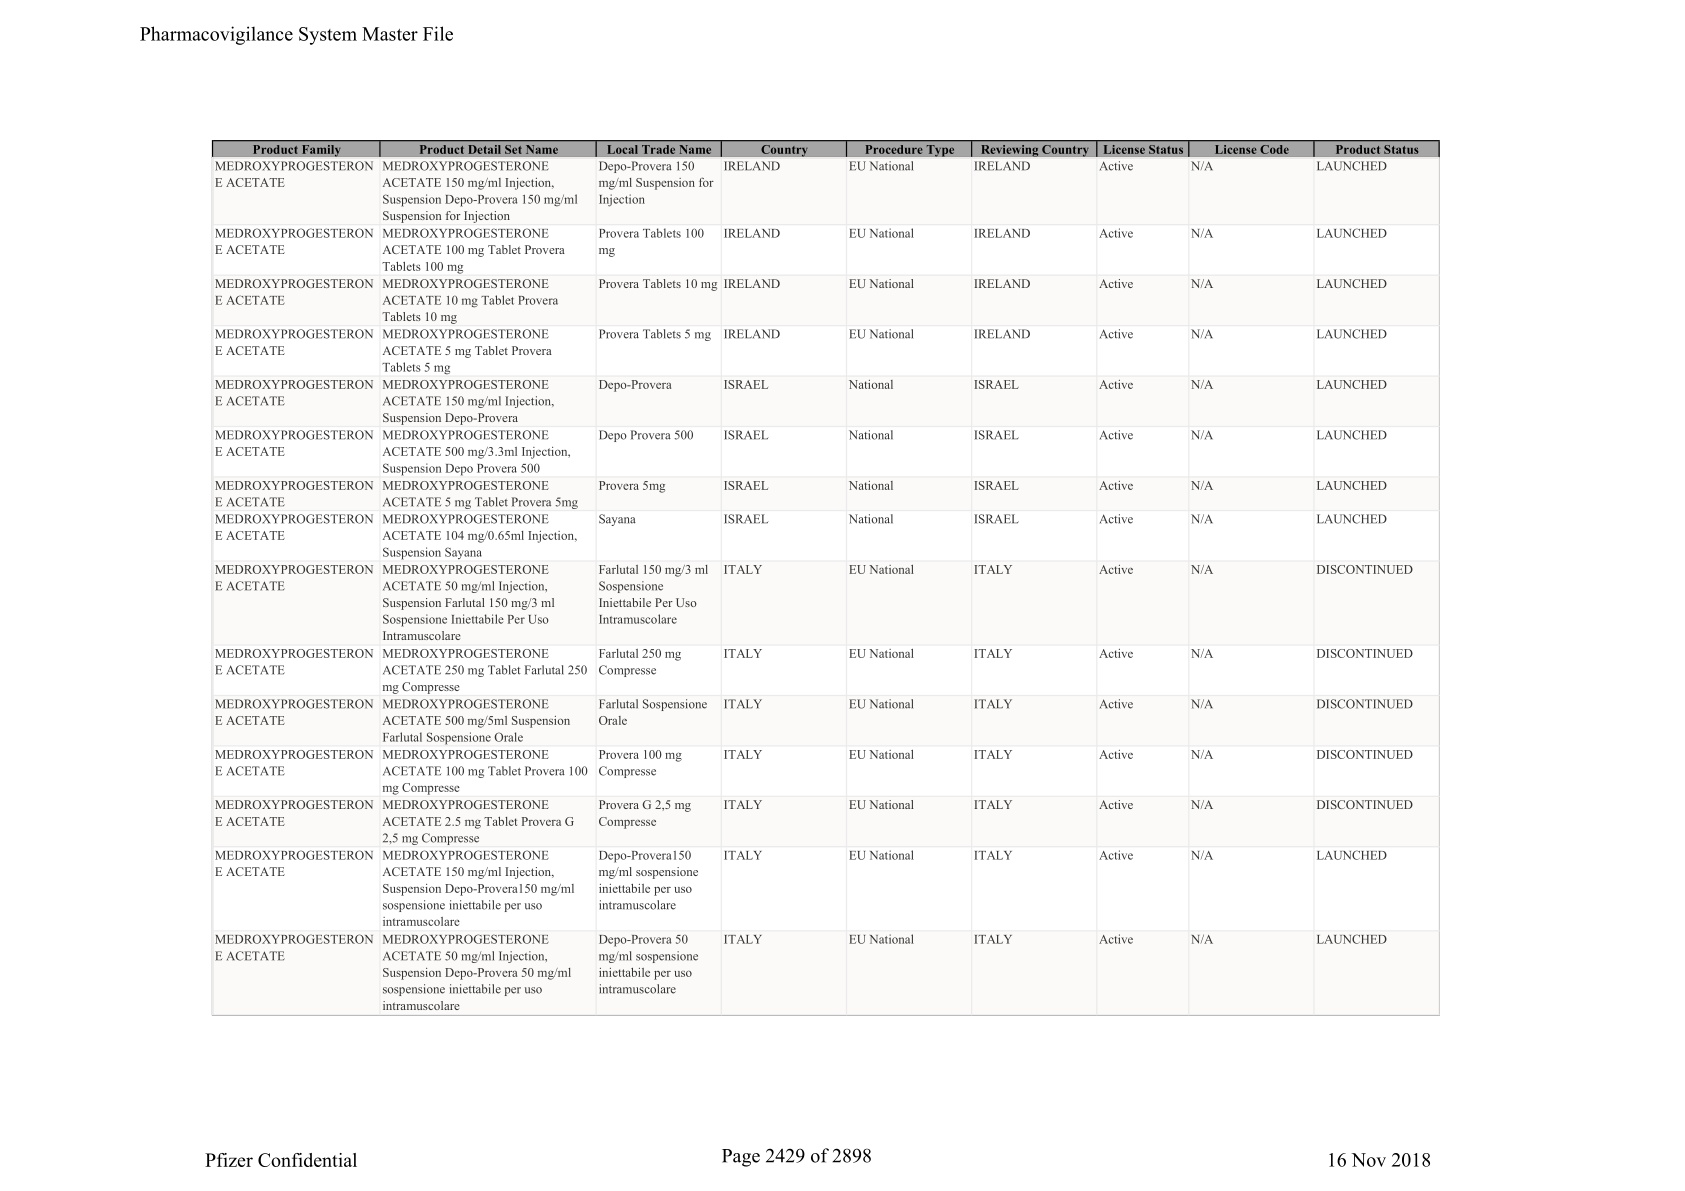 Pharmacovigilance System Master File
Product Family Product Detail Set Name Local Trade Name Country Procedure Type Reviewing Country License Status License Code Product Status
MEDROXYPROGESTERON MEDROXYPROGESTERONE Depo-Provera 150 IRELAND EU National IRELAND Active N/A LAUNCHED
E ACETATE ACETATE 150 mg/ml Injection, mg/ml Suspension for
Suspension Depo-Provera 150 mg/ml Injection
Suspension for Injection
MEDROXYPROGESTERON MEDROXYPROGESTERONE Provera Tablets 100 IRELAND EU National IRELAND Active N/A LAUNCHED
E ACETATE ACETATE 100 mg Tablet Provera mg
Tablets 100 mg
MEDROXYPROGESTERON MEDROXYPROGESTERONE Provera Tablets 10 mg IRELAND EU National IRELAND Active N/A LAUNCHED
E ACETATE ACETATE 10 mg Tablet Provera
Tablets 10 mg
MEDROXYPROGESTERON MEDROXYPROGESTERONE Provera Tablets 5 mg IRELAND EU National IRELAND Active N/A LAUNCHED
E ACETATE ACETATE 5 mg Tablet Provera
Tablets 5 mg
MEDROXYPROGESTERON MEDROXYPROGESTERONE Depo-Provera ISRAEL National ISRAEL Active N/A LAUNCHED
E ACETATE ACETATE 150 mg/ml Injection,
Suspension Depo-Provera
MEDROXYPROGESTERON MEDROXYPROGESTERONE Depo Provera 500 ISRAEL National ISRAEL Active N/A LAUNCHED
E ACETATE ACETATE 500 mg/3.3ml Injection,
Suspension Depo Provera 500
MEDROXYPROGESTERON MEDROXYPROGESTERONE Provera 5mg ISRAEL National ISRAEL Active N/A LAUNCHED
E ACETATE ACETATE 5 mg Tablet Provera 5mg
MEDROXYPROGESTERON MEDROXYPROGESTERONE Sayana ISRAEL National ISRAEL Active N/A LAUNCHED
E ACETATE ACETATE 104 mg/0.65ml Injection,
Suspension Sayana
MEDROXYPROGESTERON MEDROXYPROGESTERONE Farlutal 150 mg/3 ml ITALY EU National ITALY Active N/A DISCONTINUED
E ACETATE ACETATE 50 mg/ml Injection, Sospensione
Suspension Farlutal 150 mg/3 ml Iniettabile Per Uso
Sospensione Iniettabile Per Uso Intramuscolare
Intramuscolare
MEDROXYPROGESTERON MEDROXYPROGESTERONE Farlutal 250 mg ITALY EU National ITALY Active N/A DISCONTINUED
E ACETATE ACETATE 250 mg Tablet Farlutal 250 Compresse
mg Compresse
MEDROXYPROGESTERON MEDROXYPROGESTERONE Farlutal Sospensione ITALY EU National ITALY Active N/A DISCONTINUED
E ACETATE ACETATE 500 mg/5ml Suspension Orale
Farlutal Sospensione Orale
MEDROXYPROGESTERON MEDROXYPROGESTERONE Provera 100 mg ITALY EU National ITALY Active N/A DISCONTINUED
E ACETATE ACETATE 100 mg Tablet Provera 100 Compresse
mg Compresse
MEDROXYPROGESTERON MEDROXYPROGESTERONE Provera G 2,5 mg ITALY EU National ITALY Active N/A DISCONTINUED
E ACETATE ACETATE 2.5 mg Tablet Provera G Compresse
2,5 mg Compresse
MEDROXYPROGESTERON MEDROXYPROGESTERONE Depo-Provera150 ITALY EU National ITALY Active N/A LAUNCHED
E ACETATE ACETATE 150 mg/ml Injection, mg/ml sospensione
Suspension Depo-Provera150 mg/ml iniettabile per uso
sospensione iniettabile per uso intramuscolare
intramuscolare
MEDROXYPROGESTERON MEDROXYPROGESTERONE Depo-Provera 50 ITALY EU National ITALY Active N/A LAUNCHED
E ACETATE ACETATE 50 mg/ml Injection, mg/ml sospensione
Suspension Depo-Provera 50 mg/ml iniettabile per uso
sospensione iniettabile per uso intramuscolare
intramuscolare
Pfizer Confidential Page 2429 of 2898 16 Nov 2018